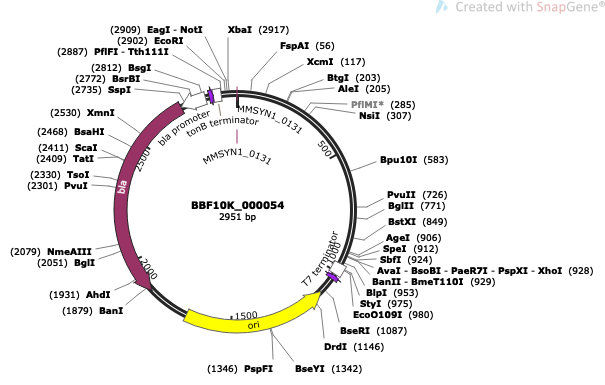 Created with SnapGene®
(2909) EagI - NotI
XbaI (2917)
(2902) EcoRI
(2887) PflFI - Tth111I
FspAI (56)
(2812) BsgI
XcmI (117)
(2772) BsrBI
BtgI (203)
(2735) SspI
AleI (205)
PflMI* (285)
(2530) XmnI
NsiI (307)
bla promoter
tonB terminator
MMSYN1_0131
MMSYN1_0131
(2468) BsaHI
(2411) ScaI
(2409) TatI
2500
500
Bpu10I (583)
(2330) TsoI
(2301) PvuI
bla
BBF10K_000054
2951 bp
PvuII (726)
BglII (771)
BstXI (849)
AgeI (906)
SpeI (912)
SbfI (924)
AvaI - BsoBI - PaeR7I - PspXI - XhoI (928)
BanII - BmeT110I (929)
BlpI (953)
StyI (975)
EcoO109I (980)
T7 terminator
1000
(2079) NmeAIII
(2051) BglI
2000
(1931) AhdI
(1879) BanI
1500
ori
BseRI (1087)
DrdI (1146)
(1346) PspFI
BseYI (1342)